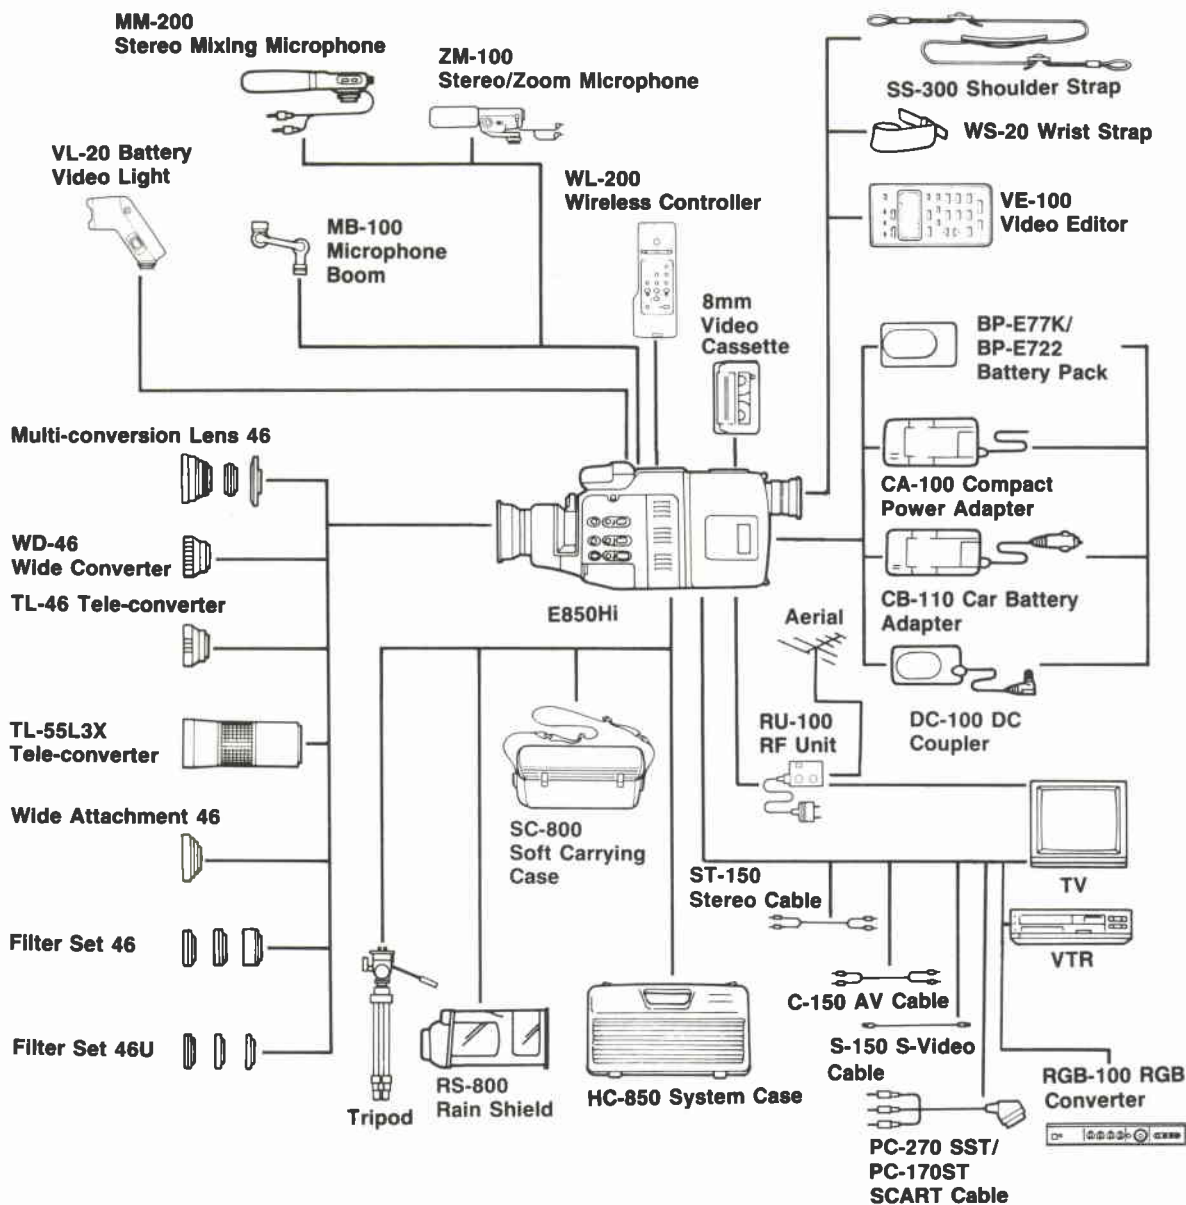 MM-200
Stereo Mixing Microphone
ZM-100
Stereo/Zoom Microphone
SS-300 Shoulder Strap
WS-20 Wrist Strap
VL-20 Battery
Video Light
WL-200
Wireless Controller
VE-100
Video Editor
MB-100
Microphone
Boom
8mm
Video
Cassette
BP-E77K/
BP-E722
Battery Pack
Multi-conversion Lens 46
CA-100 Compact
Power Adapter
WD-46
Wide Converter
TL-46 Tele-converter
E850Hi
CB-110 Car Battery
Adapter
Aerial
TL-55L3X
Tele-converter
RU-100
RF Unit
DC-100 DC
Coupler
Wide Attachment 46
SC-800
Soft Carrying
Case
ST-150
Stereo Cable
TV
Filter Set 46
VTR
C-150 AV Cable
Filter Set 46U
S-150 S-Video
Cable
RS-800
Rain Shield
Tripod
HC-850 System Case
RGB-100 RGB
Converter
PC-270 SST/
PC-170ST
SCART Cable